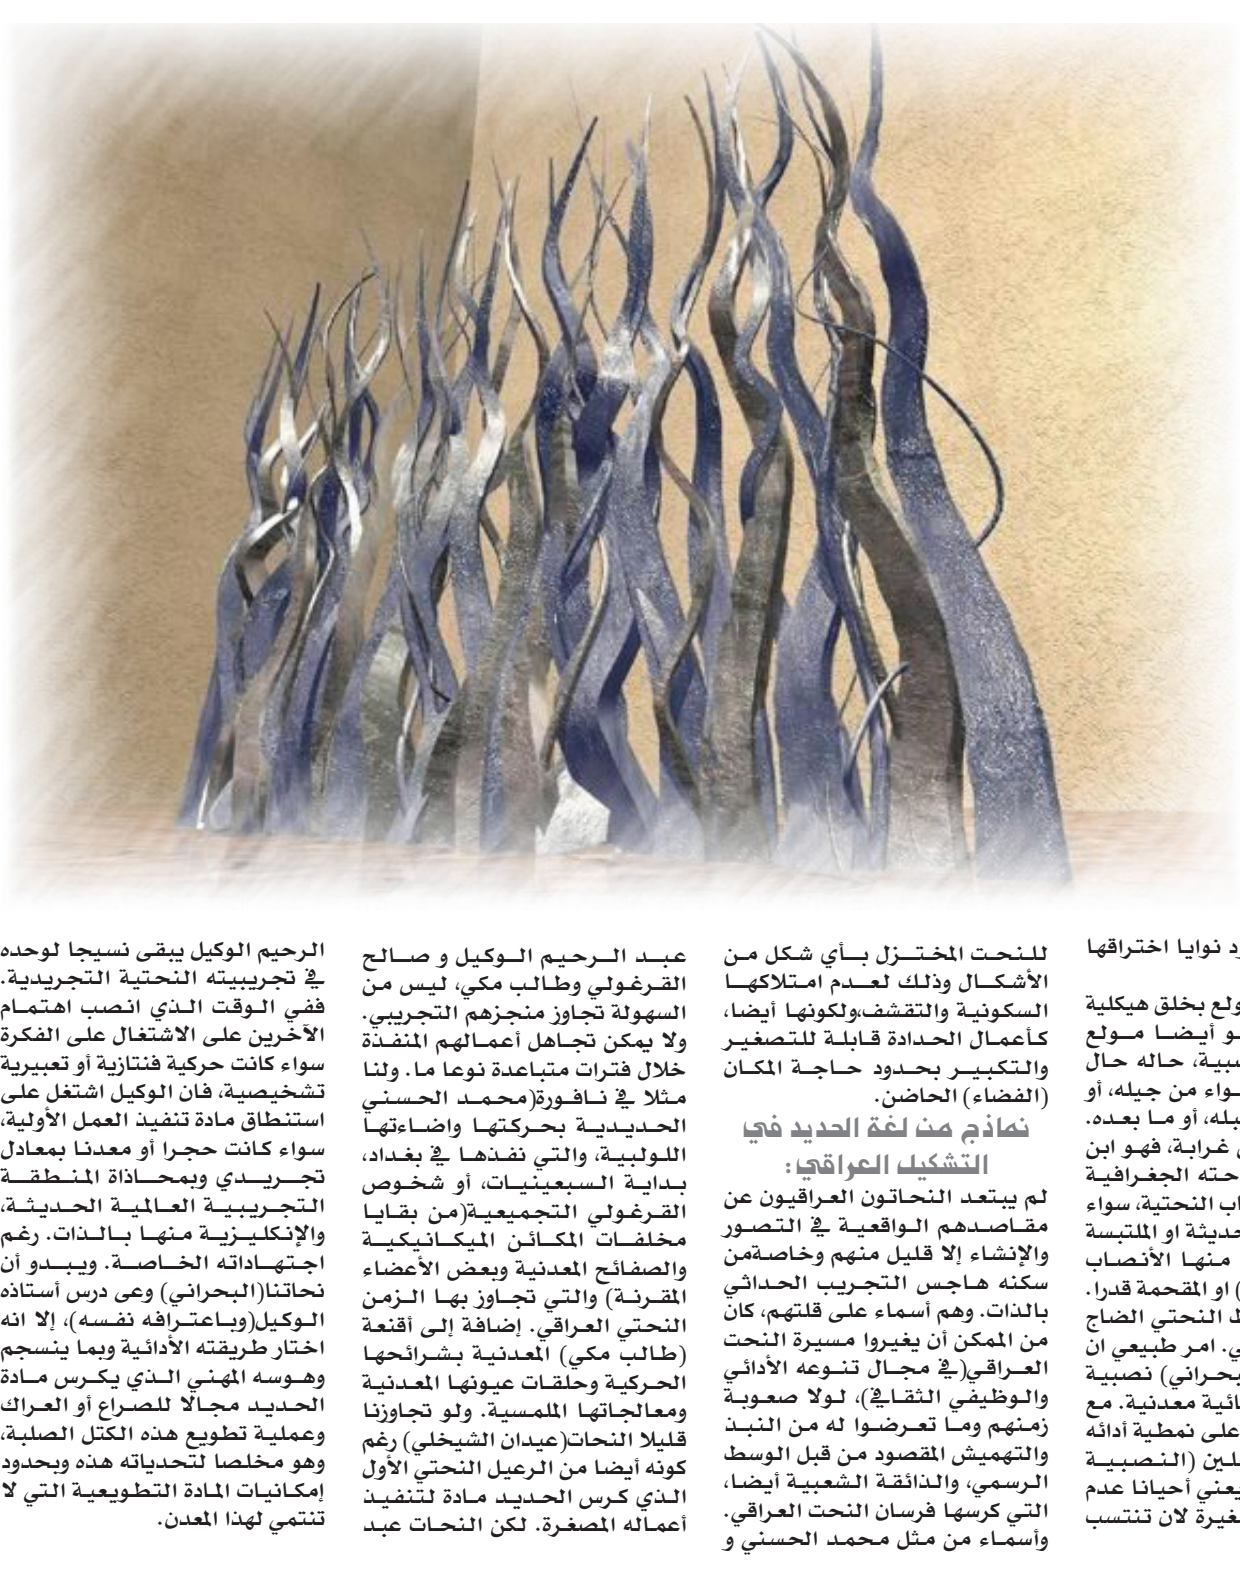 د نوايا اختراقها
ولع بخلق هيكلية
ـو أيضا مولع
ـبية، حاله حال
ـواء من جيله، أو
ـبله، أو ما بعده.
ـ غرابة، فهو ابن
ـاحته الجغرافية
ـاب النحتية، سواء
ـحديثة او الملتبسة
منها الأنصاب
) او المقحمة قدرا.
ـط النحتي الضاج
ـي. امر طبيعي ان
ـبحراني) نصبية
ـائية معدنية. مع
على نمطية أدائه
ـلين (النصبية
يعني أحيانا عدم
ـغيرة لان تنتسب
للنحت المختزل بأي شكل من
الأشكال وذلك لعدم امتلاكها
السكونية والتقشف،ولكونها أيضا،
كأعمال الحدادة قابلة للتصغير
والتكبير بحدود حاجة المكان
(الفضاء) الحاضن.
نماذج من لغة الحديد في
التشكيل العراقي:
لم يبتعد النحاتون العراقيون عن
مقاصدهم الواقعية في التصور
والإنشاء إلا قليل منهم وخاصةمن
سكنه هاجس التجريب الحداثي
بالذات. وهم أسماء على قلتهم، كان
من الممكن أن يغيروا مسيرة النحت
العراقي(في مجال تنوعه الأدائي
والوظيفي الثقافي)، لولا صعوبة
زمنهم وما تعرضوا له من النبذ
والتهميش المقصود من قبل الوسط
الرسمي، والذائقة الشعبية أيضا،
التي كرسها فرسان النحت العراقي.
وأسماء من مثل محمد الحسني و
عبد الرحيم الوكيل و صالح
القرغولي وطالب مكي، ليس من
السهولة تجاوز منجزهم التجريبي.
ولا يمكن تجاهل أعمالهم المنفذة
خلال فترات متباعدة نوعا ما. ولنا
مثلا في نافورة(محمد الحسني
الحديدية بحركتها واضاءتها
اللولبية، والتي نفذها في بغداد،
بداية السبعينيات، أو شخوص
القرغولي التجميعية(من بقايا
مخلفات المكائن الميكانيكية
والصفائح المعدنية وبعض الأعضاء
المقرنة) والتي تجاوز بها الزمن
النحتي العراقي. إضافة إلى أقنعة
(طالب مكي) المعدنية بشرائحها
الحركية وحلقات عيونها المعدنية
ومعالجاتها الملمسية. ولو تجاوزنا
قليلا النحات(عيدان الشيخلي) رغم
كونه أيضا من الرعيل النحتي الأول
الذي كرس الحديد مادة لتنفيذ
أعماله المصغرة. لكن النحات عبد
الرحيم الوكيل يبقى نسيجا لوحده
في تجريبيته النحتية التجريدية.
ففي الوقت الذي انصب اهتمام
الآخرين على الاشتغال على الفكرة
سواء كانت حركية فنتازية أو تعبيرية
تشخيصية، فان الوكيل اشتغل على
استنطاق مادة تنفيذ العمل الأولية،
سواء كانت حجرا أو معدنا بمعادل
تجريدي وبمحاذاة المنطقة
التجريبية العالمية الحديثة،
والإنكليزية منها بالذات. رغم
اجتهاداته الخاصة. ويبدو أن
نحاتنا(البحراني) وعى درس أستاذه
الوكيل(وباعترافه نفسه)، إلا انه
اختار طريقته الأدائية وبما ينسجم
وهوسه المهني الذي يكرس مادة
الحديد مجالا للصراع أو العراك
وعملية تطويع هذه الكتل الصلبة،
وهو مخلصا لتحدياته هذه وبحدود
إمكانيات المادة التطويعية التي لا
تنتمي لهذا المعدن.